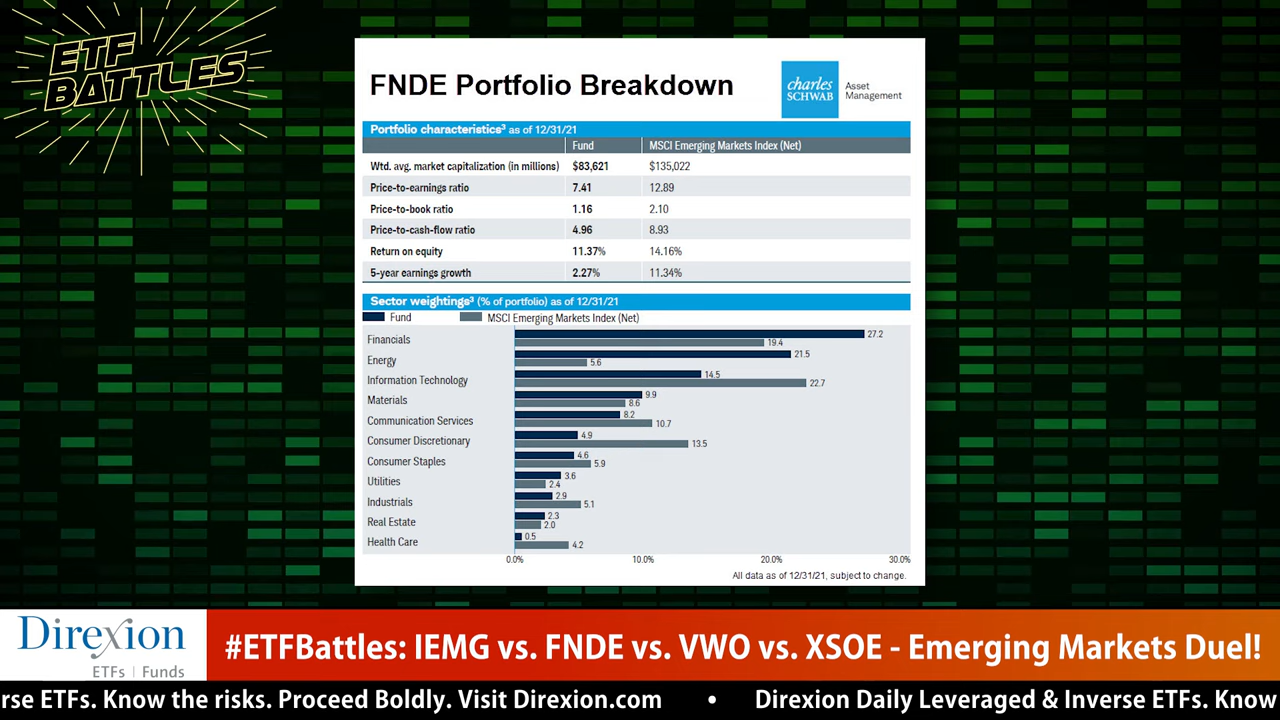 ETF
BATTLES
FNDE Portfolio Breakdown
charles
SCHWAB
Asset
Management
Portfolio characteristics³ as of 12/31/21
Fund MSCI Emerging Markets Index (Net)
Wtd. avg. market capitalization (in millions) $83,621 $135,022
Price-to-earnings ratio 7.41 12.89
Price-to-book ratio 1.16 2.10
Price-to-cash-flow ratio 4.96 8.93
Return on equity 11.37% 14.16%
5-year earnings growth 2.27% 11.34%
Sector weightings³ (% of portfolio) as of 12/31/21
Fund MSCI Emerging Markets Index (Net)
Financials 27.2 19.4
Energy 21.5 5.6
Information Technology 14.5 22.7
Materials 9.9 8.6
Communication Services 8.2 10.7
Consumer Discretionary 4.9 13.5
Consumer Staples 4.6 5.9
Utilities 3.6 2.4
Industrials 2.9 5.1
Real Estate 2.3 2.0
Health Care 0.5 4.2
0.0% 10.0% 20.0% 30.0%
All data as of 12/31/21, subject to change.
Direxion
ETFs | Funds
#ETFBattles: IEMG vs. FNDE vs. VWO vs. XSOE - Emerging Markets Duel!
rse ETFs. Know the risks. Proceed Boldly. Visit Direxion.com • Direxion Daily Leveraged & Inverse ETFs. Know